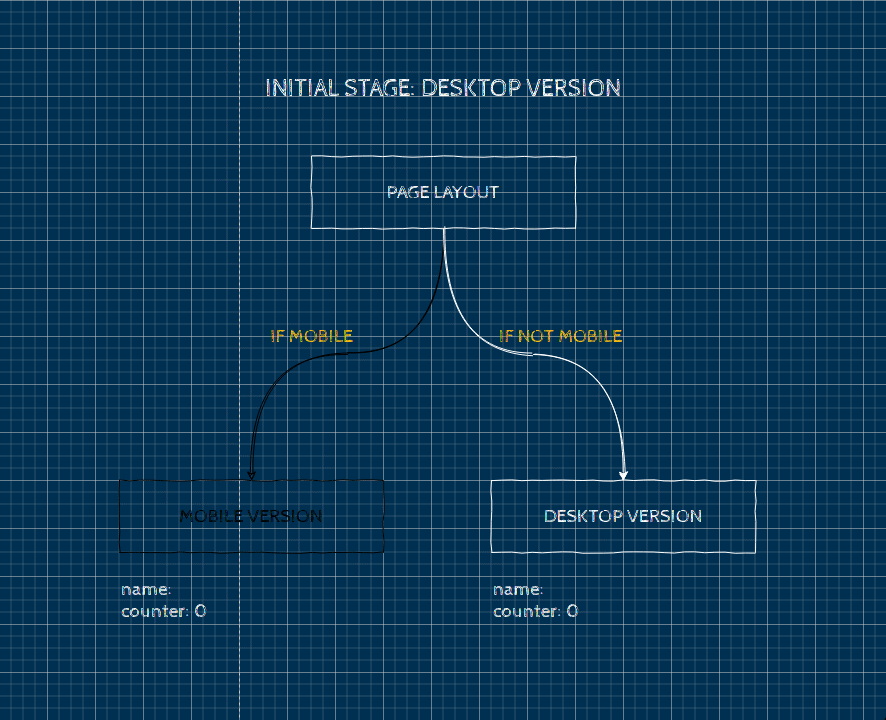 INITIAL STAGE: DESKTOP VERSION
PAGE LAYOUT
IF MOBILE
IF NOT MOBILE
MOBILE VERSION
DESKTOP VERSION
name:
counter: 0
name:
counter: 0